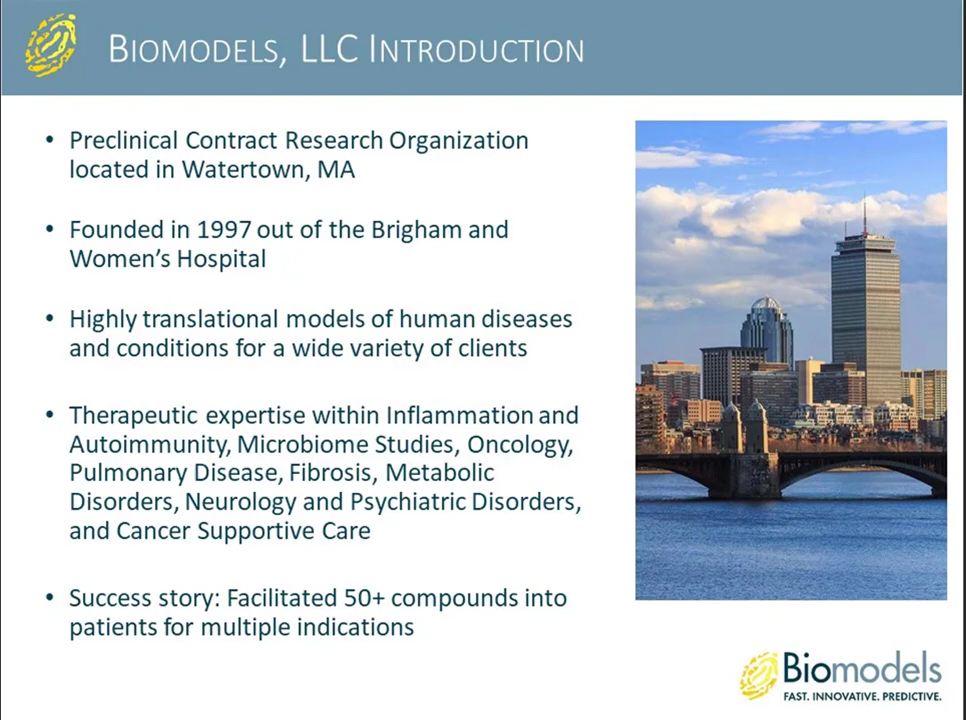 BIOMODELS, LLC INTRODUCTION
• Preclinical Contract Research Organization
located in Watertown, MA
• Founded in 1997 out of the Brigham and
Women's Hospital
• Highly translational models of human diseases
and conditions for a wide variety of clients
• Therapeutic expertise within Inflammation and
Autoimmunity, Microbiome Studies, Oncology,
Pulmonary Disease, Fibrosis, Metabolic
Disorders, Neurology and Psychiatric Disorders,
and Cancer Supportive Care
• Success story: Facilitated 50+ compounds into
patients for multiple indications
Biomodels
FAST. INNOVATIVE. PREDICTIVE.